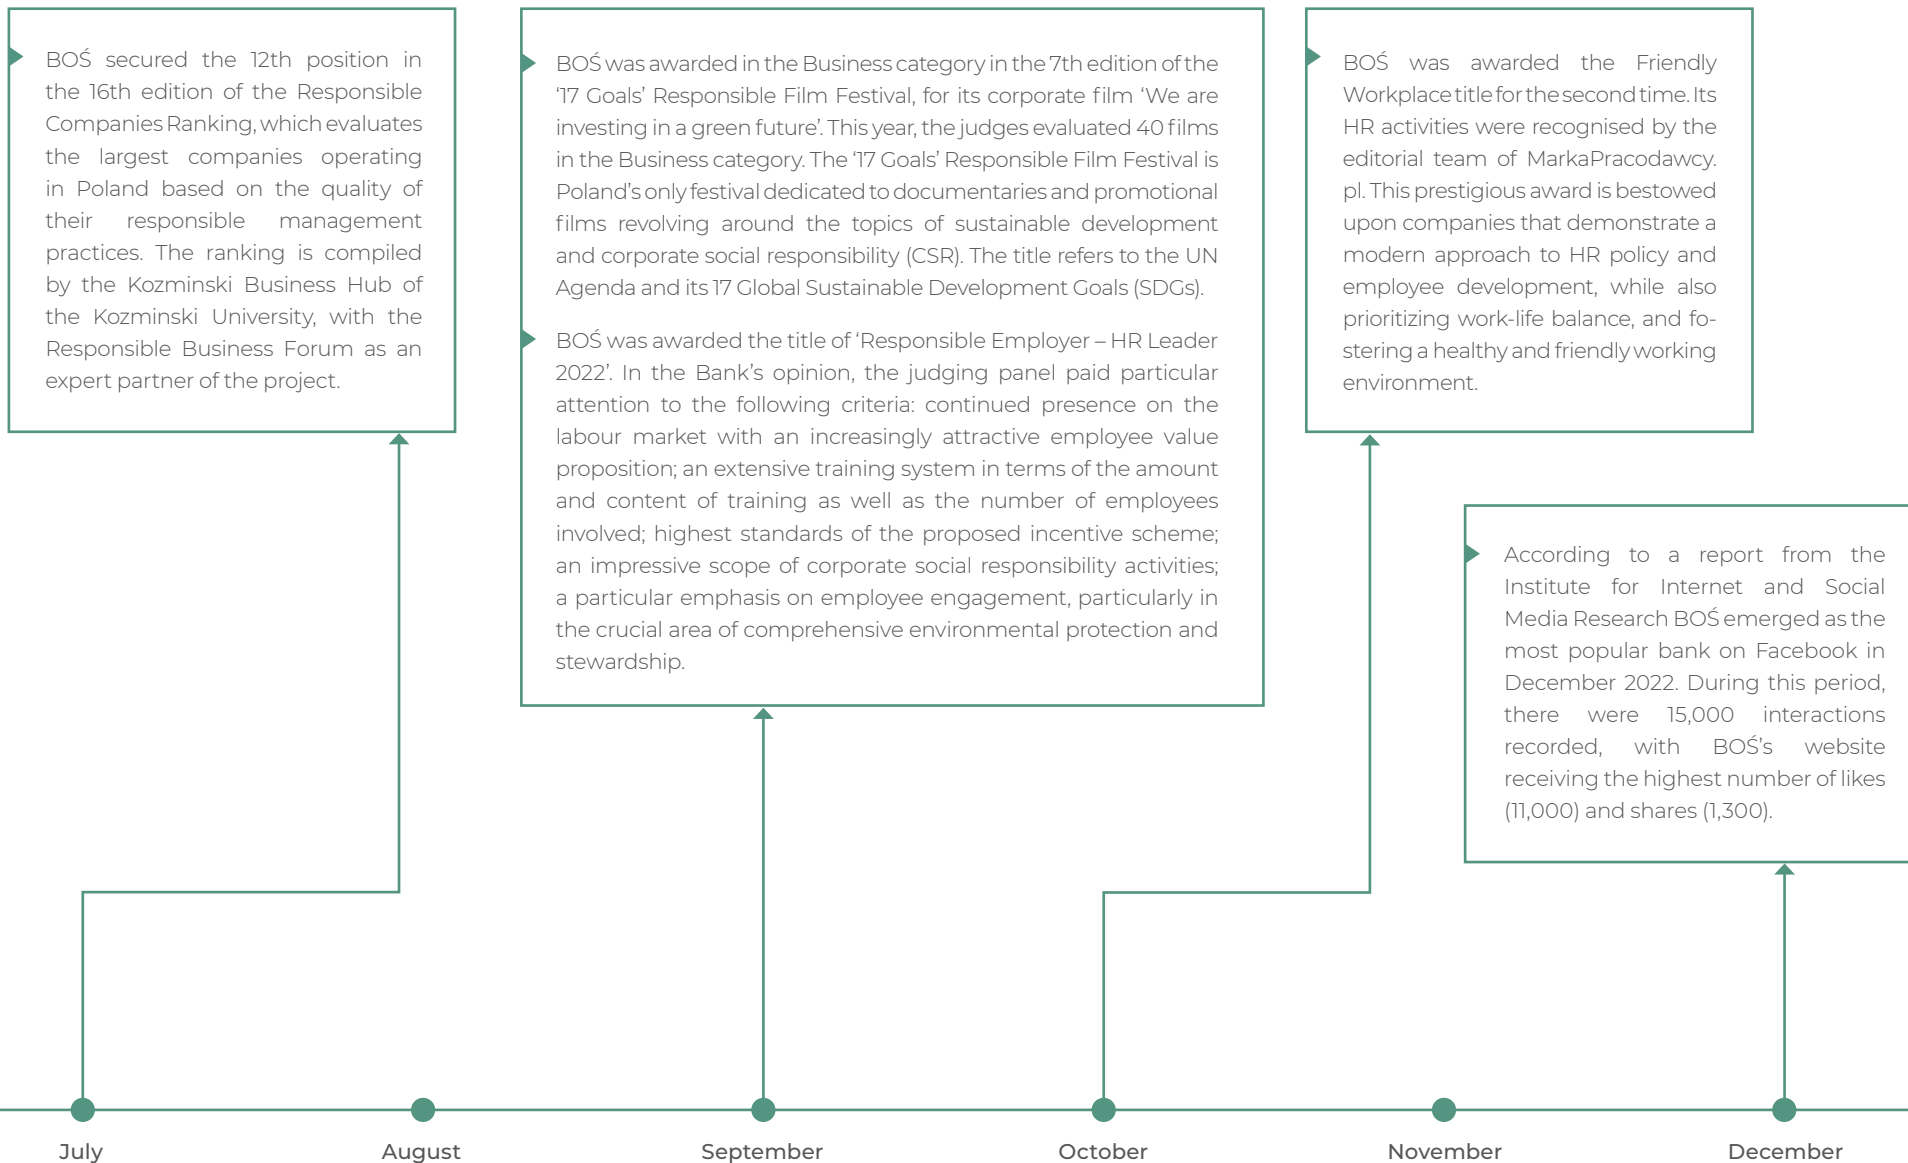 BOŚ secured the 12th position in
the 16th edition of the Responsible
Companies Ranking, which evaluates
the largest companies operating
in Poland based on the quality of
their responsible management
practices. The ranking is compiled
by the Kozminski Business Hub of
the Kozminski University, with the
Responsible Business Forum as an
expert partner of the project.
BOŚ was awarded in the Business category in the 7th edition of the
‘17 Goals’ Responsible Film Festival, for its corporate film ‘We are
investing in a green future’. This year, the judges evaluated 40 films
in the Business category. The ‘17 Goals’ Responsible Film Festival is
Poland’s only festival dedicated to documentaries and promotional
films revolving around the topics of sustainable development
and corporate social responsibility (CSR). The title refers to the UN
Agenda and its 17 Global Sustainable Development Goals (SDGs).
BOŚ was awarded the title of ‘Responsible Employer – HR Leader
2022’. In the Bank’s opinion, the judging panel paid particular
attention to the following criteria: continued presence on the
labour market with an increasingly attractive employee value
proposition; an extensive training system in terms of the amount
and content of training as well as the number of employees
involved; highest standards of the proposed incentive scheme;
an impressive scope of corporate social responsibility activities;
a particular emphasis on employee engagement, particularly in
the crucial area of comprehensive environmental protection and
stewardship.
BOŚ was awarded the Friendly
Workplace title for the second time. Its
HR activities were recognised by the
editorial team of MarkaPracodawcy.
pl. This prestigious award is bestowed
upon companies that demonstrate a
modern approach to HR policy and
employee development, while also
prioritizing work-life balance, and fo-
stering a healthy and friendly working
environment.
According to a report from the
Institute for Internet and Social
Media Research BOŚ emerged as the
most popular bank on Facebook in
December 2022. During this period,
there were 15,000 interactions
recorded, with BOŚ’s website
receiving the highest number of likes
(11,000) and shares (1,300).
July
August
September
October
November
December